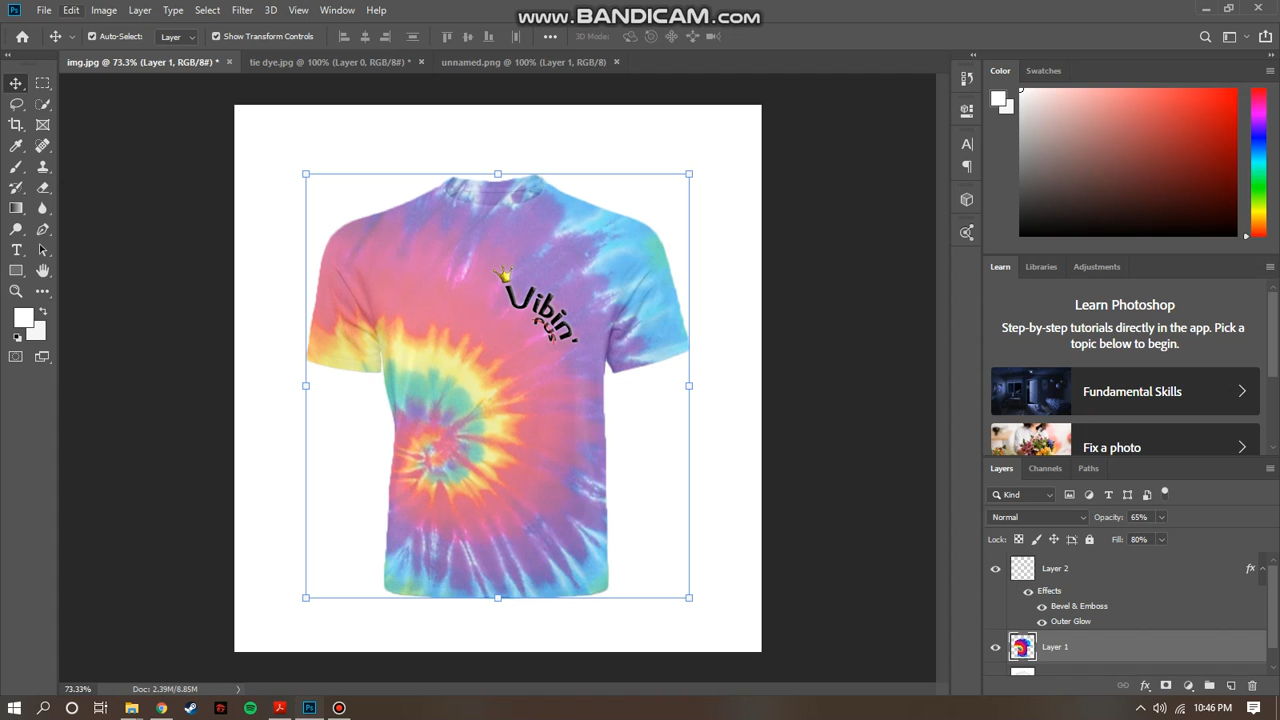 www.BANDICAM.com
Ps File Edit Image Layer Type Select Filter 3D View Window Help
Auto-Select: Layer Show Transform Controls 3D Mode:
img.jpg @ 73.3% (Layer 1, RGB/8#) * tie dye.jpg @ 100% (Layer 0, RGB/8#) * unnamed.png @ 100% (Layer 1, RGB/8)
Color Swatches
Vibin'
Learn Libraries Adjustments
Learn Photoshop
Step-by-step tutorials directly in the app. Pick a
topic below to begin.
Fundamental Skills
Fix a photo
Layers Channels Paths
Kind
Normal Opacity: 65%
Lock: Fill: 80%
Layer 2 fx
Effects
Bevel & Emboss
Outer Glow
Layer 1
73.33% Doc: 2.39M/8.85M
10:46 PM